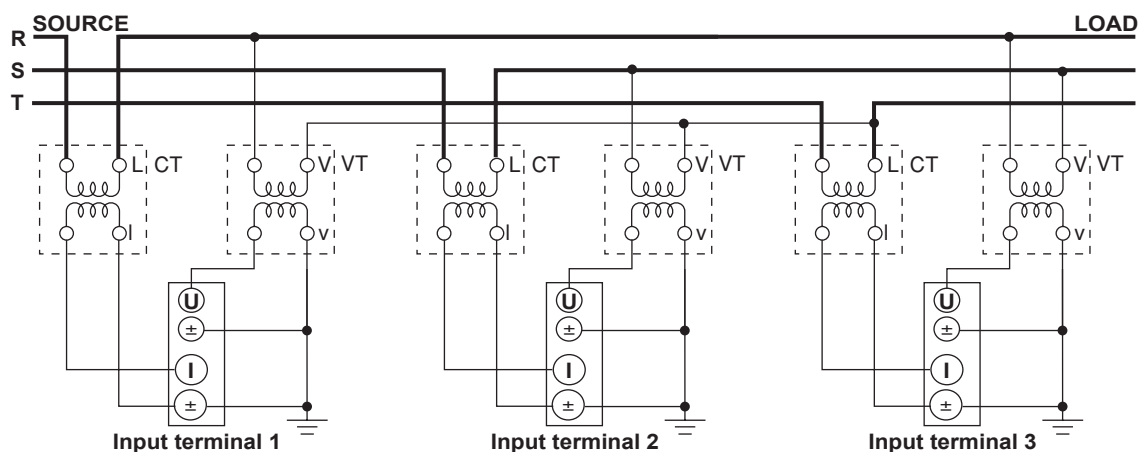 SOURCE LOAD
R
S
T
L CT V VT L CT V VT L CT V VT
l v l v l v
U U U
± ± ±
I I I
± ± ±
Input terminal 1 Input terminal 2 Input terminal 3